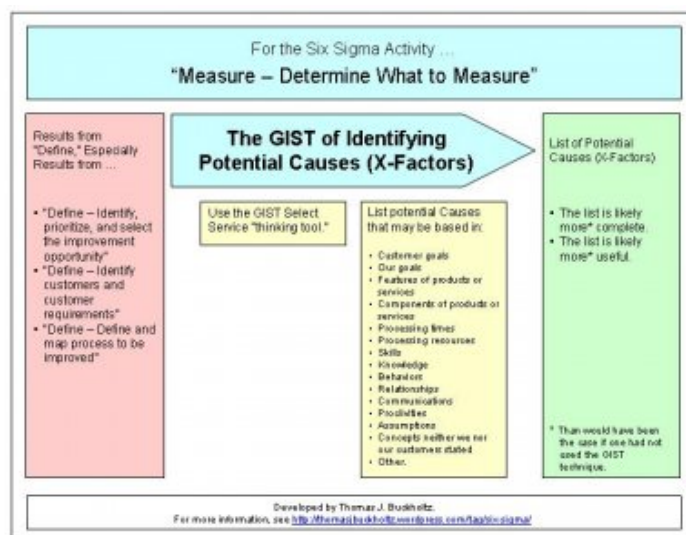 For the Six Sigma Activity ...
"Measure – Determine What to Measure"
Results from
"Define," Especially
Results from ...
• "Define – Identify,
prioritize, and select
the improvement
opportunity"
• "Define – Identify
customers and
customer
requirements"
• "Define – Define and
map process to be
improved"
The GIST of Identifying
Potential Causes (X-Factors)
Use the GIST Select
Service "thinking tool."
List potential Causes
that may be based in:
• Customer goals
• Our goals
• Features of products or
services
• Components of products or
services
• Processing times
• Processing resources
• Skills
• Knowledge
• Behaviors
• Relationships
• Communications
• Proclivities
• Assumptions
• Concepts neither we nor
our customers stated
• Other.
List of Potential
Causes (X-Factors)
• The list is likely
more* complete.
• The list is likely
more* useful.
* Than would have been
the case if one had not
used the GIST
technique.
Developed by Thomas J. Buckholtz.
For more information, see http://thomasjbuckholtz.wordpress.com/tag/six-sigma/